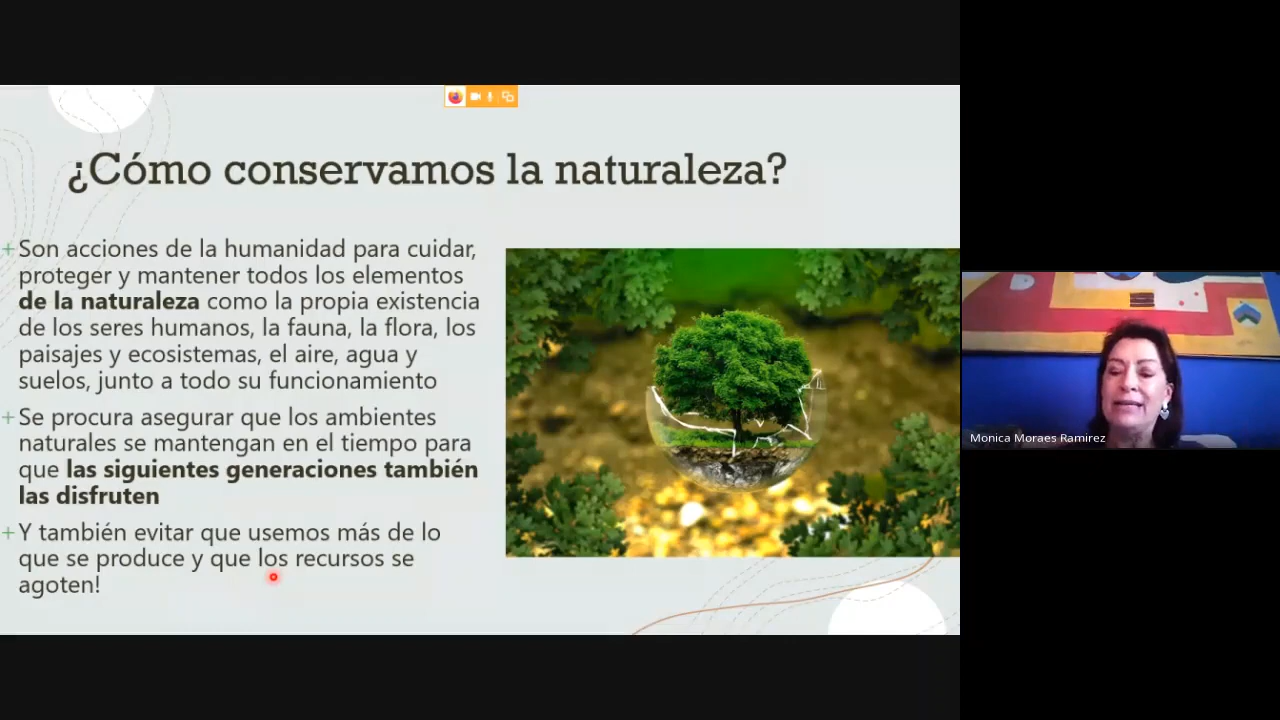 ¿Cómo conservamos la naturaleza?
+ Son acciones de la humanidad para cuidar,
proteger y mantener todos los elementos
de la naturaleza como la propia existencia
de los seres humanos, la fauna, la flora, los
paisajes y ecosistemas, el aire, agua y
suelos, junto a todo su funcionamiento
+ Se procura asegurar que los ambientes
naturales se mantengan en el tiempo para
que las siguientes generaciones también
las disfruten
+ Y también evitar que usemos más de lo
que se produce y que los recursos se
agoten!
Monica Moraes Ramirez